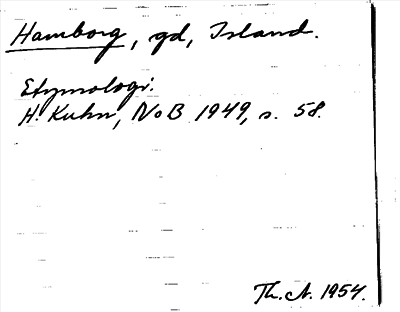 Hamborg, gd, Island.
Etymologi:
H. Kuhn, NoB 1949, s. 58.
Th. A. 1954.